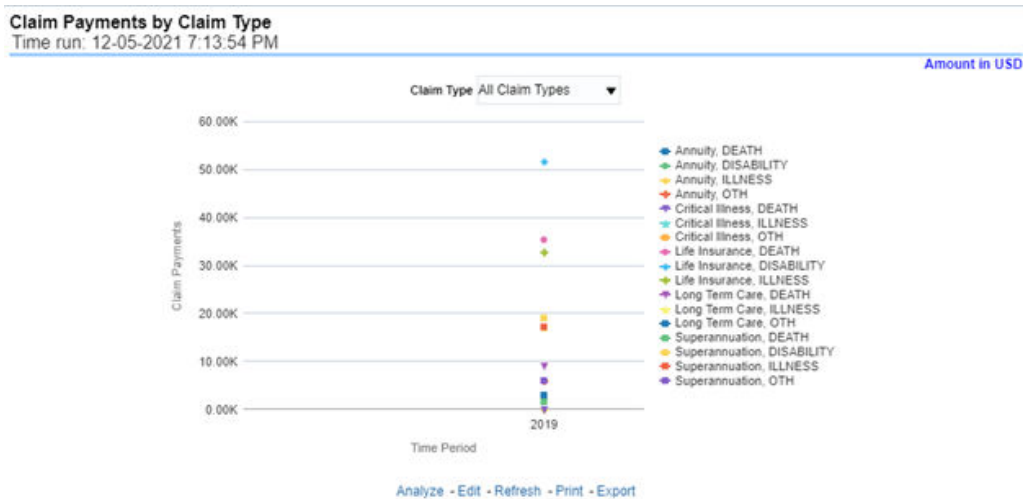 Claim Payments by Claim Type
Time run: 12-05-2021 7:13:54 PM
Amount in USD
Claim Type All Claim Types
60.00K
50.00K
40.00K
30.00K
20.00K
10.00K
0.00K
Claim Payments
2019
Time Period
Annuity, DEATH
Annuity, DISABILITY
Annuity, ILLNESS
Annuity, OTH
Critical Illness, DEATH
Critical Illness, ILLNESS
Critical Illness, OTH
Life Insurance, DEATH
Life Insurance, DISABILITY
Life Insurance, ILLNESS
Long Term Care, DEATH
Long Term Care, ILLNESS
Long Term Care, OTH
Superannuation, DEATH
Superannuation, DISABILITY
Superannuation, ILLNESS
Superannuation, OTH
Analyze - Edit - Refresh - Print - Export